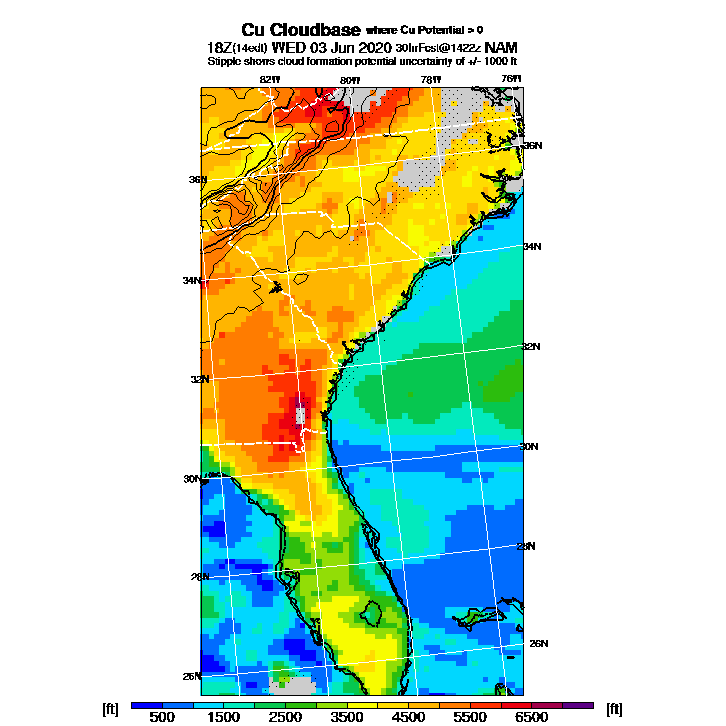 Cu Cloudbase where Cu Potential > 0
18Z(14edt) WED 03 Jun 2020 30hrFcst@1422z NAM
Stipple shows cloud formation potential uncertainty of +/- 1000 ft
82W 80W 78W 76W
36N
36N
34N
34N
32N
32N
30N
30N
28N
28N
26N
26N
[ft] 500 1500 2500 3500 4500 5500 6500 [ft]